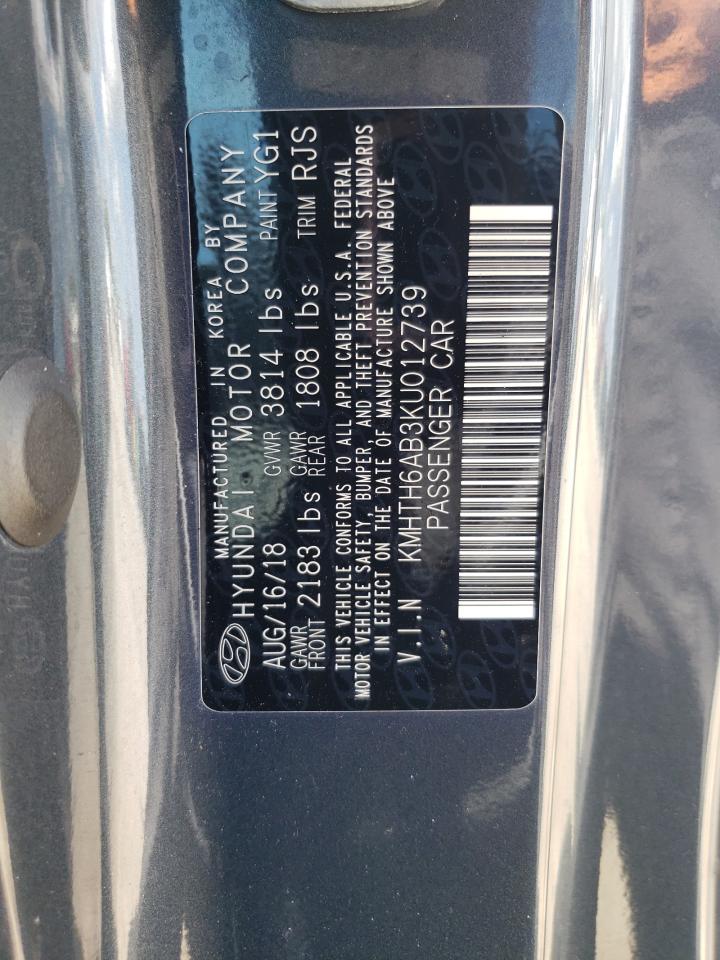 MANUFACTURED IN KOREA BY
HYUNDAI MOTOR COMPANY
AUG/16/18 GVWR 3814 lbs PAINT YG1
GAWR FRONT 2183 lbs GAWR REAR 1808 lbs TRIM RJS
THIS VEHICLE CONFORMS TO ALL APPLICABLE U.S.A. FEDERAL
MOTOR VEHICLE SAFETY, BUMPER, AND THEFT PREVENTION STANDARDS
IN EFFECT ON THE DATE OF MANUFACTURE SHOWN ABOVE
V.I.N KMHTH6AB3KU012739
PASSENGER CAR